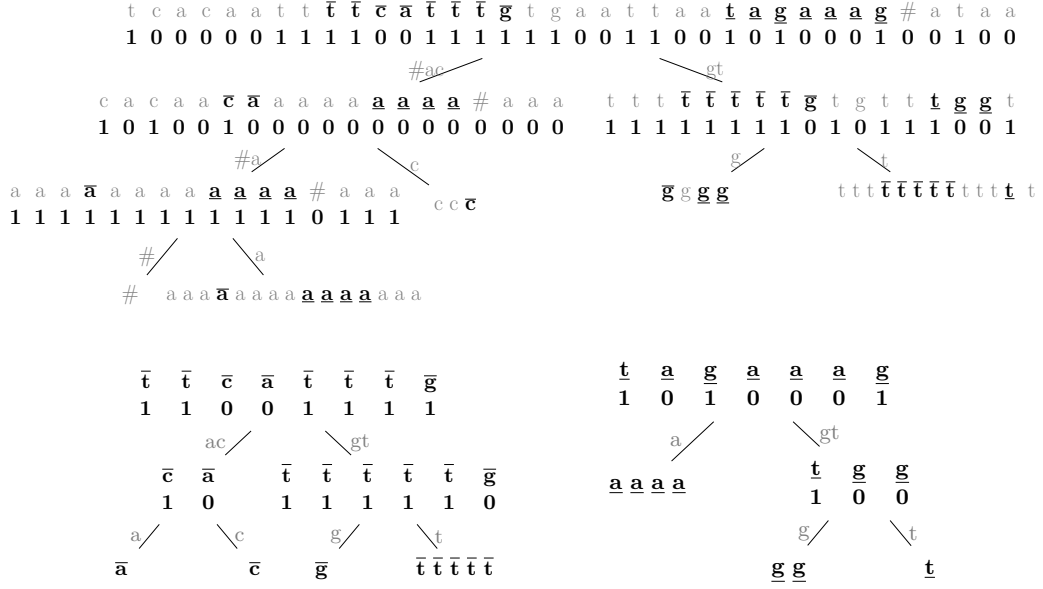 t c a c a a t t t̄ t̄ c̄ ā t̄ t̄ t̄ ḡ t g a a t t a a t̲ a̲ g̲ a̲ a̲ a̲ g̲ # a t a a
1 0 0 0 0 0 1 1 1 1 0 0 1 1 1 1 1 1 0 0 1 1 0 0 1 0 1 0 0 0 1 0 0 1 0 0
#ac gt
c a c a a c̄ ā a a a a a̲ a̲ a̲ a̲ # a a a
1 0 1 0 0 1 0 0 0 0 0 0 0 0 0 0 0 0 0
t t t t̄ t̄ t̄ t̄ t̄ ḡ t g t t t̲ g̲ g̲ t
1 1 1 1 1 1 1 1 0 1 0 1 1 1 0 0 1
#a c g t
a a a ā a a a a a̲ a̲ a̲ a̲ # a a a
1 1 1 1 1 1 1 1 1 1 1 1 0 1 1 1
c c c̄
ḡ g g̲ g̲
t t t t̄ t̄ t̄ t̄ t̄ t t t t̲ t
# a
#
a a a ā a a a a a̲ a̲ a̲ a̲ a a a
t̄ t̄ c̄ ā t̄ t̄ t̄ ḡ
1 1 0 0 1 1 1 1
ac gt
c̄ ā
1 0
t̄ t̄ t̄ t̄ t̄ ḡ
1 1 1 1 1 0
a c g t
ā
c̄
ḡ
t̄ t̄ t̄ t̄ t̄
t̲ a̲ g̲ a̲ a̲ a̲ g̲
1 0 1 0 0 0 1
a gt
a̲ a̲ a̲ a̲
t̲ g̲ g̲
1 0 0
g t
g̲ g̲
t̲